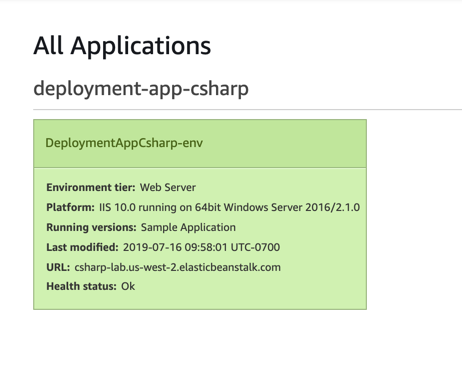 All Applications
deployment-app-csharp
DeploymentAppCsharp-env
Environment tier: Web Server
Platform: IIS 10.0 running on 64bit Windows Server 2016/2.1.0
Running versions: Sample Application
Last modified: 2019-07-16 09:58:01 UTC-0700
URL: csharp-lab.us-west-2.elasticbeanstalk.com
Health status: Ok